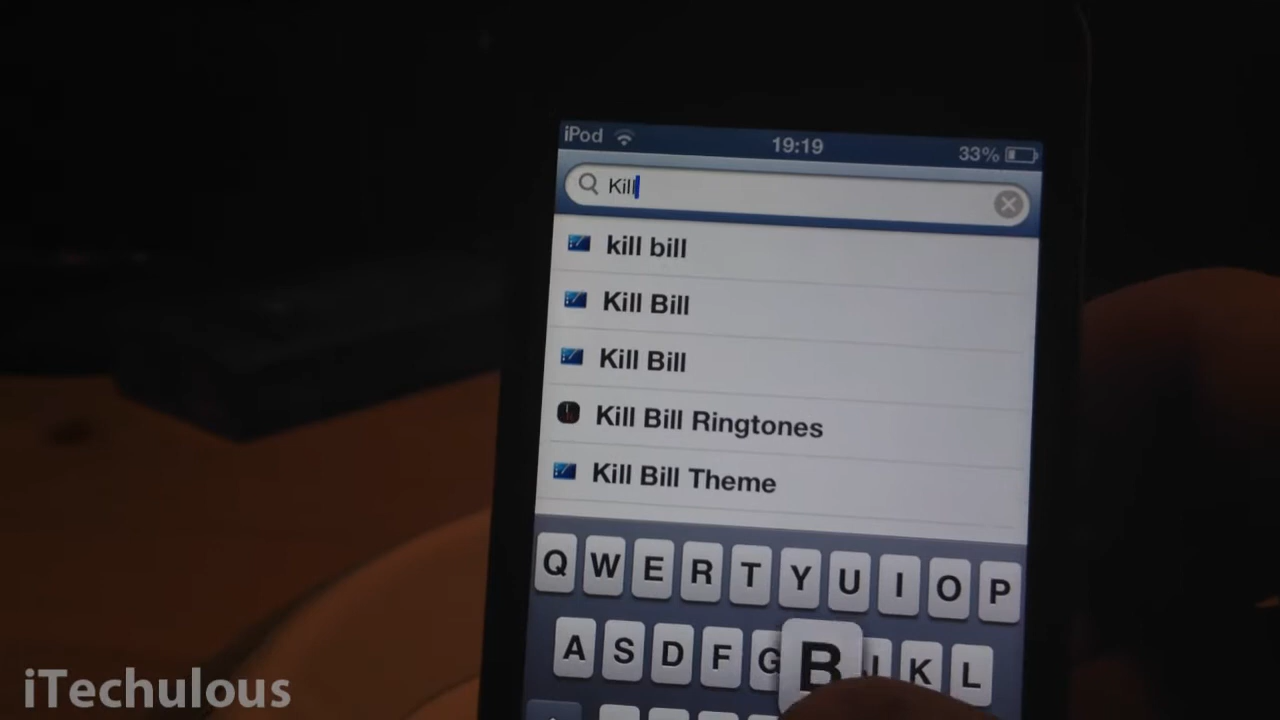 iPod 19:19 33%
Kill
kill bill
Kill Bill
Kill Bill
Kill Bill Ringtones
Kill Bill Theme
Q W E R T Y U I O P
A S D F G B J K L
iTechulous